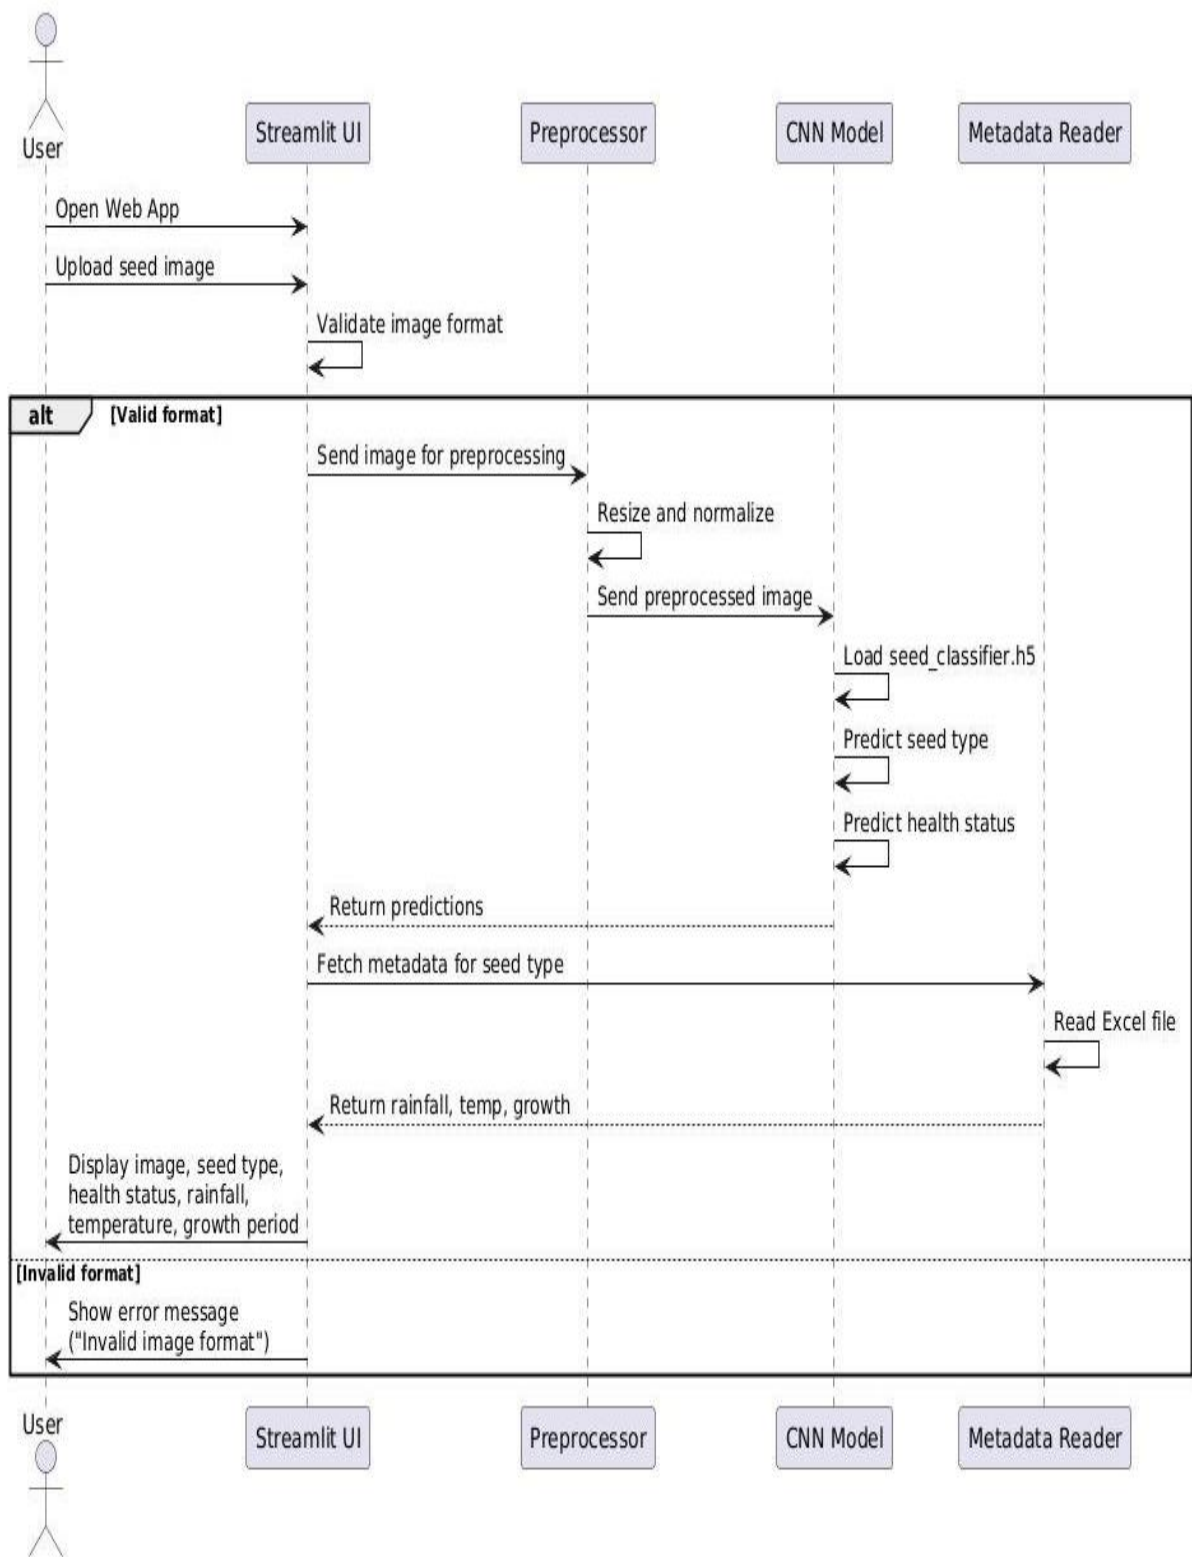 User
Streamlit UI
Preprocessor
CNN Model
Metadata Reader
Open Web App
Upload seed image
Validate image format
alt
[Valid format]
Send image for preprocessing
Resize and normalize
Send preprocessed image
Load seed_classifier.h5
Predict seed type
Predict health status
Return predictions
Fetch metadata for seed type
Read Excel file
Return rainfall, temp, growth
Display image, seed type,
health status, rainfall,
temperature, growth period
[Invalid format]
Show error message
("Invalid image format")
User
Streamlit UI
Preprocessor
CNN Model
Metadata Reader